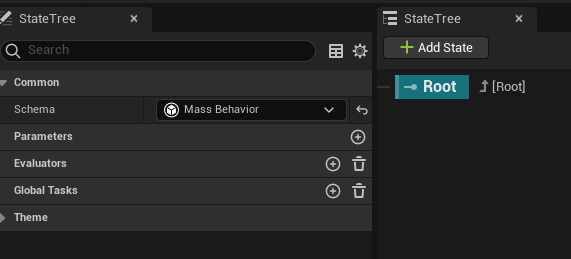 StateTree
Search
Common
Schema
Mass Behavior
Parameters
Evaluators
Global Tasks
Theme
StateTree
Add State
Root
[Root]